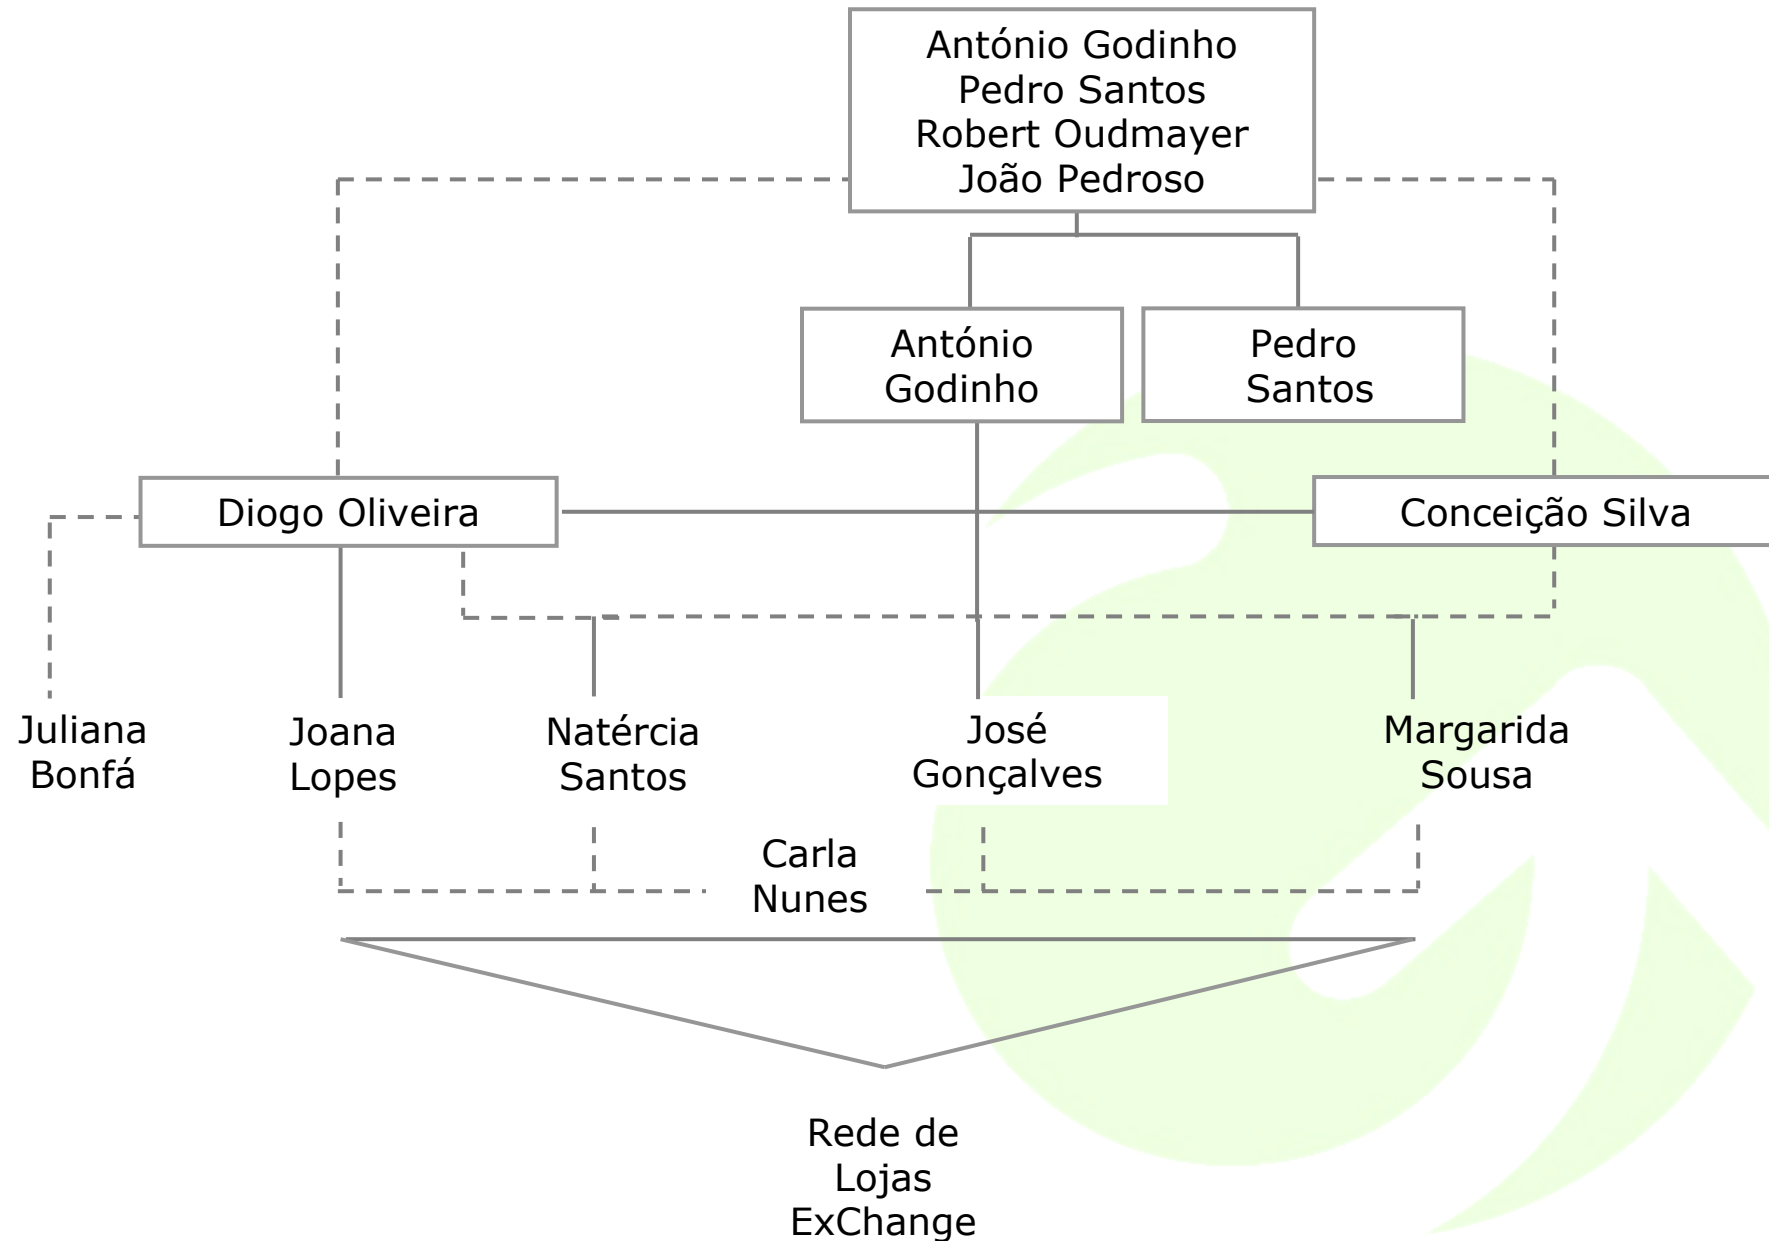 António Godinho
Pedro Santos
Robert Oudmayer
João Pedroso
António
Godinho
Pedro
Santos
Diogo Oliveira
Conceição Silva
Juliana
Bonfá
Joana
Lopes
Natércia
Santos
José
Gonçalves
Margarida
Sousa
Carla
Nunes
Rede de
Lojas
ExChange